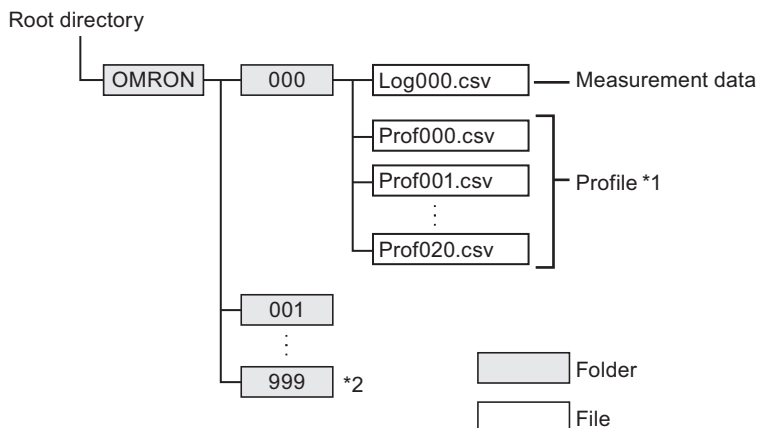 Root directory
OMRON
000
Log000.csv
Measurement data
Prof000.csv
Prof001.csv
Profile *1
Prof020.csv
001
999
*2
Folder
File